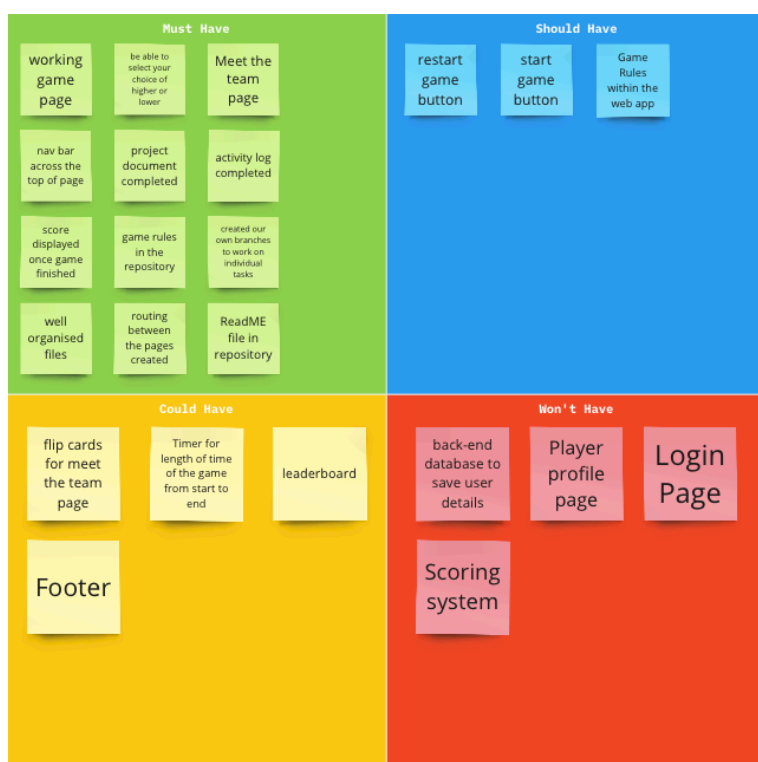 Must Have
working
game
page
be able to
select your
choice of
higher or
lower
Meet the
team
page
nav bar
across the
top of page
project
document
completed
activity log
completed
score
displayed
once game
finished
game rules
in the
repository
created our
own branches
to work on
individual
tasks
well
organised
files
routing
between
the pages
created
ReadME
file in
repository
Should Have
restart
game
button
start
game
button
Game
Rules
within the
web app
Could Have
flip cards
for meet
the team
page
Timer for
length of time
of the game
from start to
end
leaderboard
Footer
Won't Have
back-end
database to
save user
details
Player
profile
page
Login
Page
Scoring
system